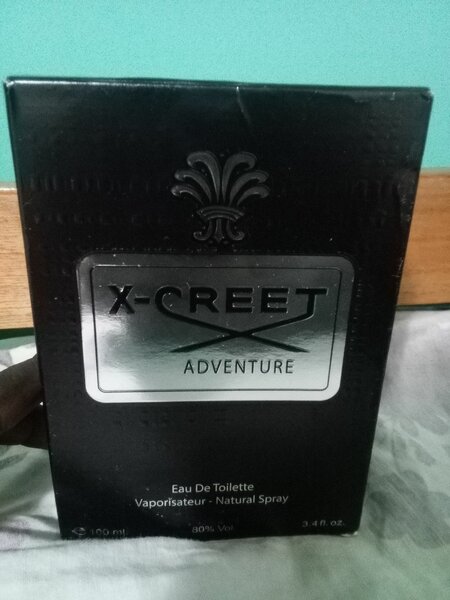 X-CREET
ADVENTURE
Eau De Toilette
Vaporisateur - Natural Spray
℮ 100 ml 80% Vol 3.4 fl. oz.